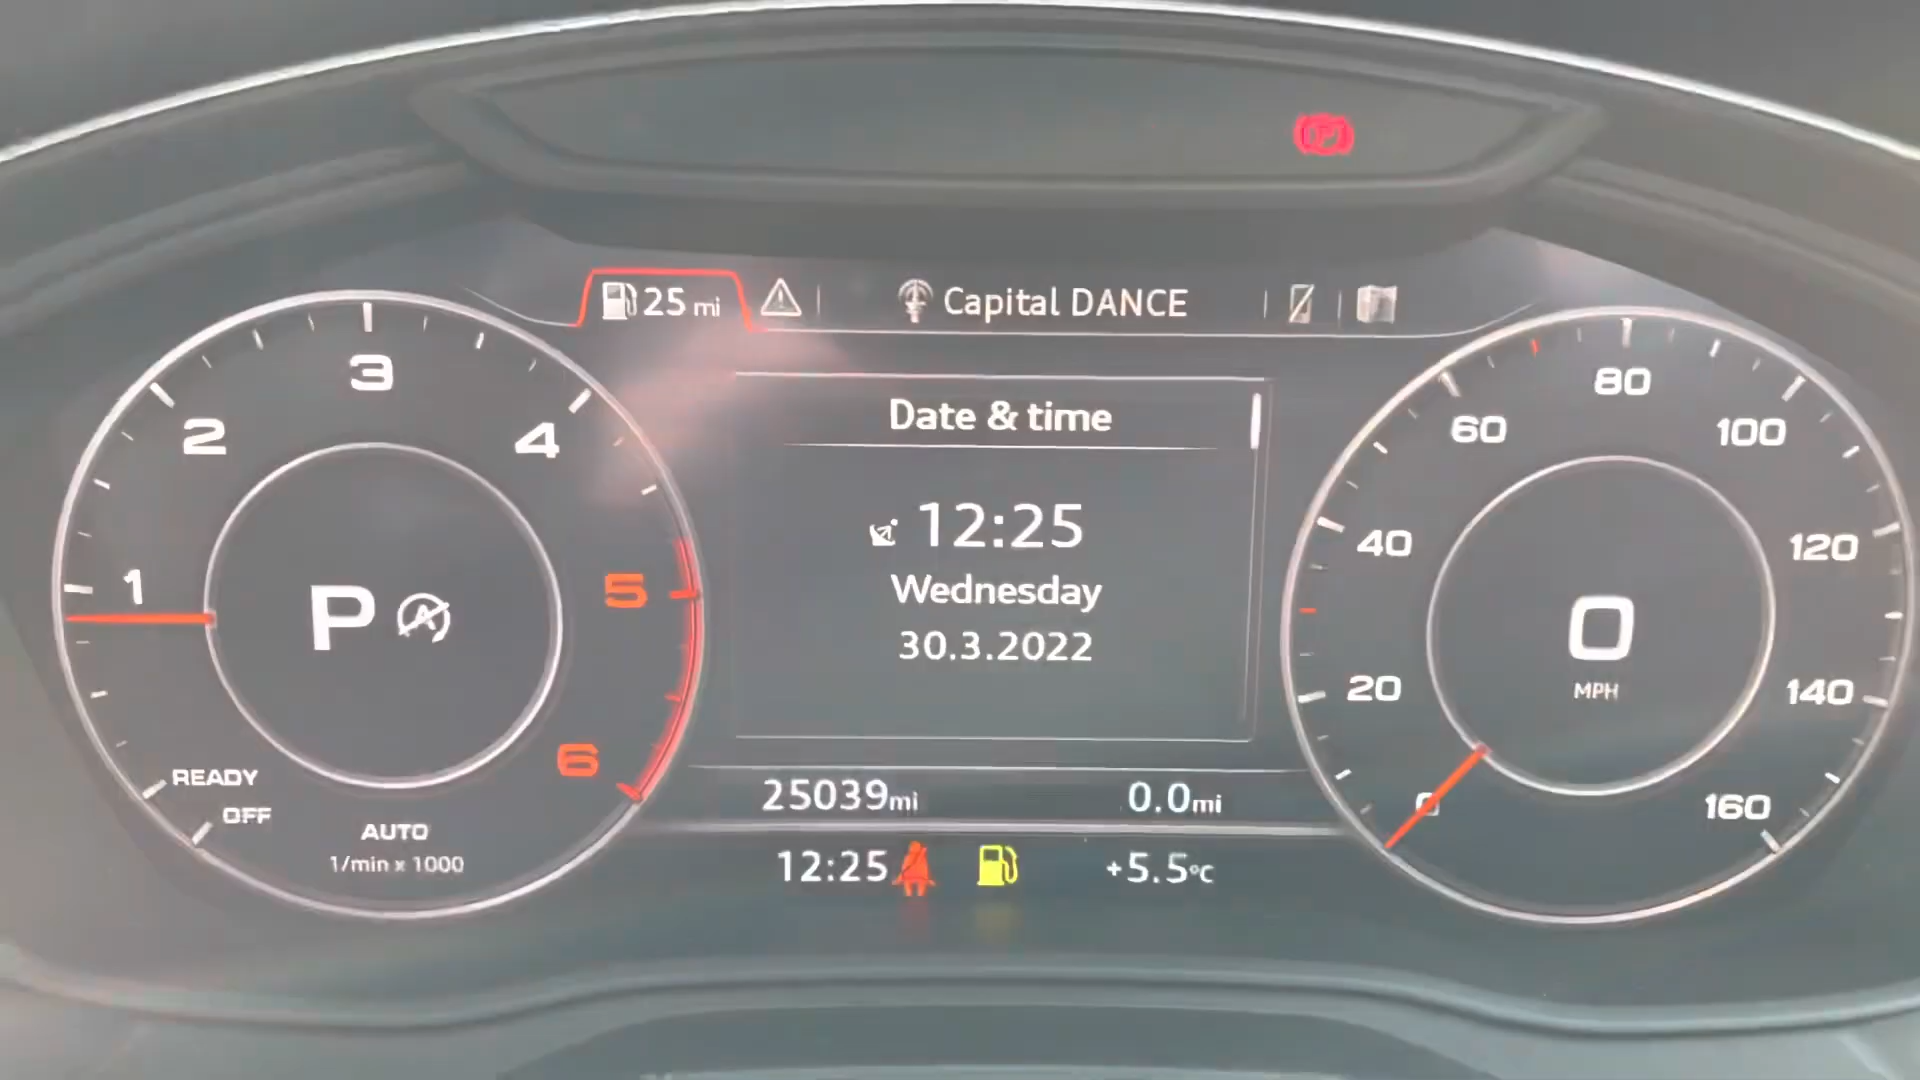 25 mi
Capital DANCE
Date & time
12:25
Wednesday
30.3.2022
25039mi
0.0mi
12:25
+5.5°C
1
2
3
4
5
6
P
A
READY
OFF
AUTO
1/min x 1000
0
20
40
60
80
100
120
140
160
0
MPH
P